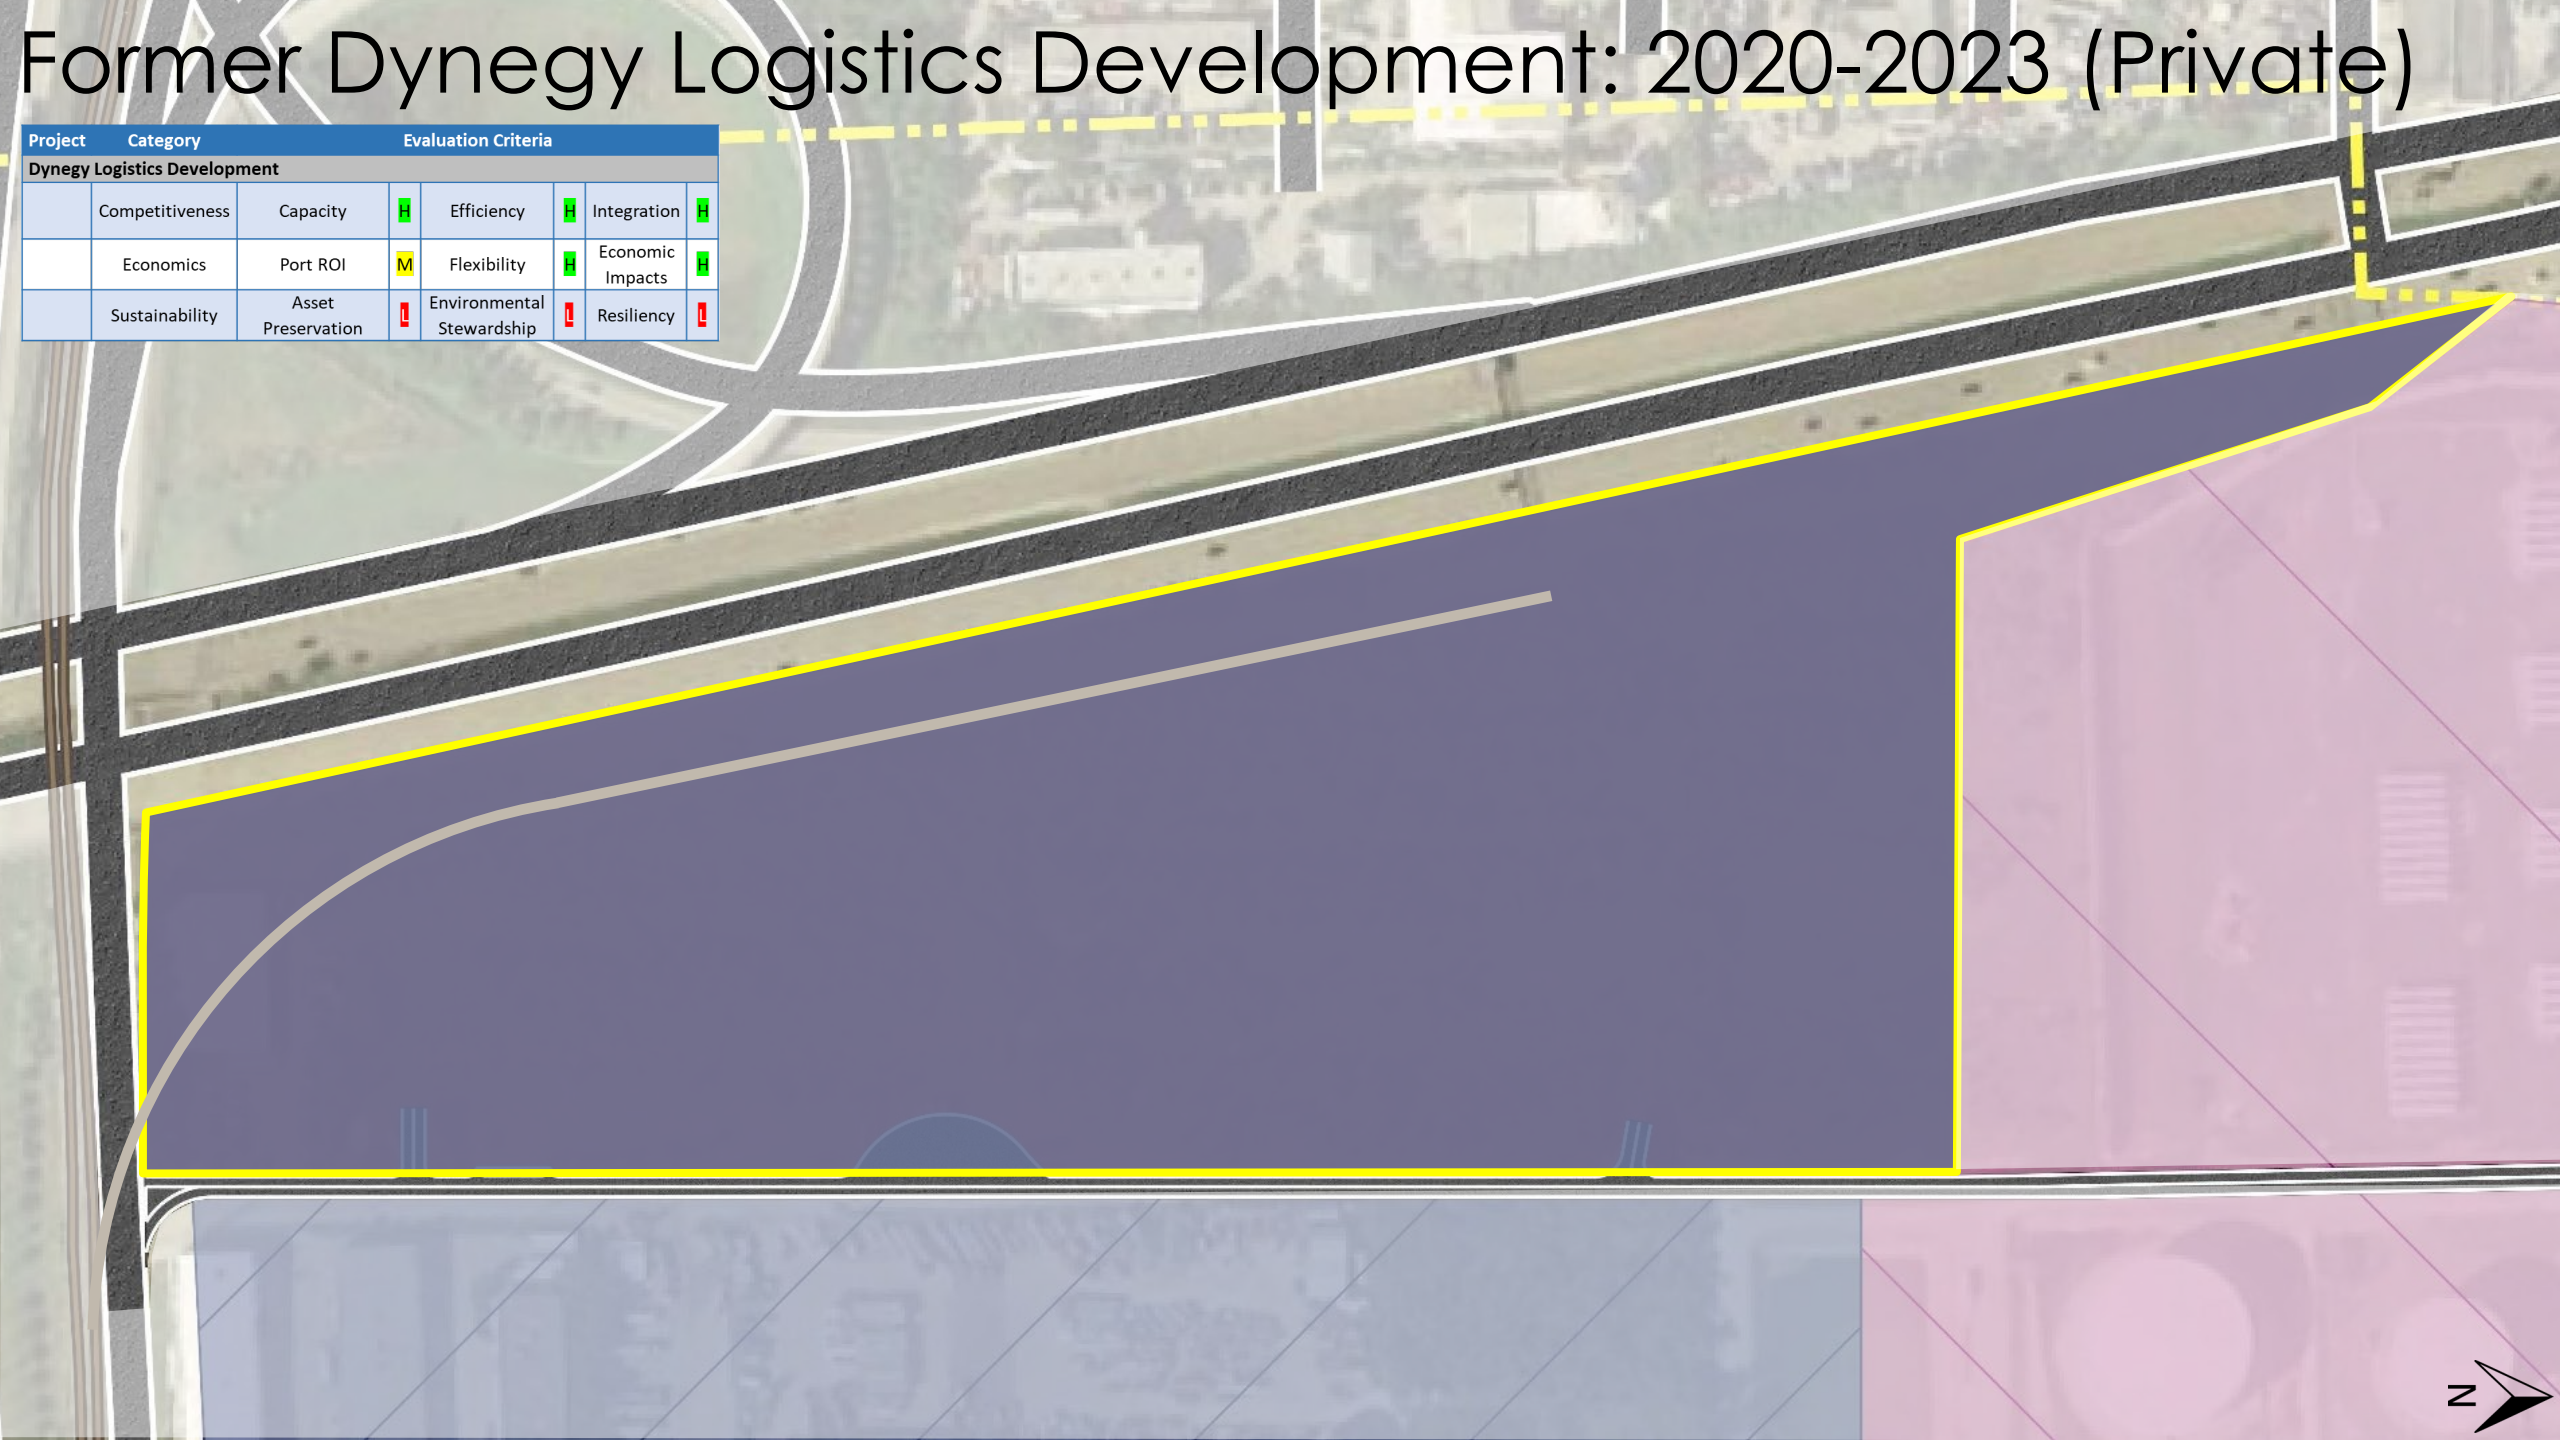 Former Dynegy Logistics Development: 2020-2023 (Private)
Project Category Evaluation Criteria
Dynegy Logistics Development
Competitiveness Capacity H Efficiency H Integration H
Economics Port ROI M Flexibility H Economic Impacts H
Sustainability Asset Preservation L Environmental Stewardship L Resiliency L
N